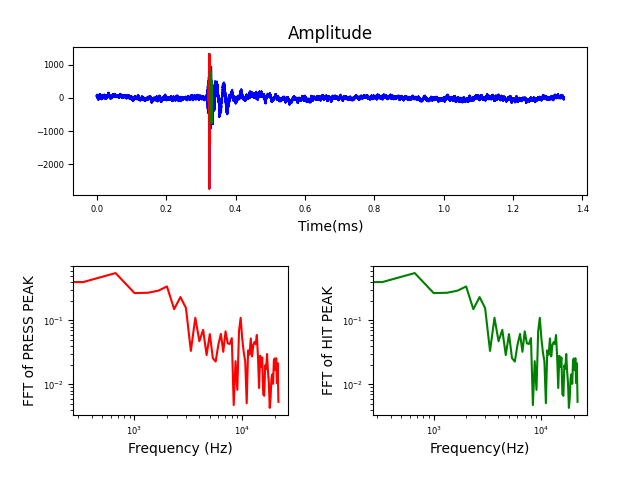 Amplitude
1000
0
−1000
−2000
0.0 0.2 0.4 0.6 0.8 1.0 1.2 1.4
Time(ms)
FFT of PRESS PEAK
10⁻¹
10⁻²
10³ 10⁴
Frequency (Hz)
FFT of HIT PEAK
10⁻¹
10⁻²
10³ 10⁴
Frequency(Hz)